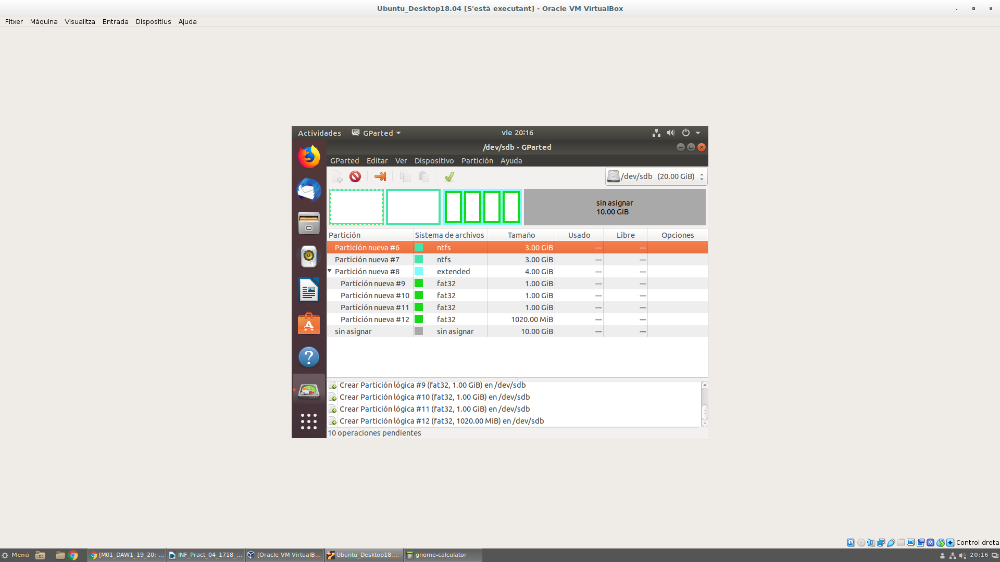 Ubuntu_Desktop18.04 [S'està executant] - Oracle VM VirtualBox
Fitxer Màquina Visualitza Entrada Dispositius Ajuda
Actividades GParted vie 20:16
/dev/sdb - GParted
GParted Editar Ver Dispositivo Partición Ayuda
/dev/sdb (20.00 GiB)
sin asignar
10.00 GiB
Partición Sistema de archivos Tamaño Usado Libre Opciones
Partición nueva #6 ntfs 3.00 GiB --- ---
Partición nueva #7 ntfs 3.00 GiB --- ---
Partición nueva #8 extended 4.00 GiB --- ---
Partición nueva #9 fat32 1.00 GiB --- ---
Partición nueva #10 fat32 1.00 GiB --- ---
Partición nueva #11 fat32 1.00 GiB --- ---
Partición nueva #12 fat32 1020.00 MiB --- ---
sin asignar sin asignar 10.00 GiB --- ---
Crear Partición lógica #9 (fat32, 1.00 GiB) en /dev/sdb
Crear Partición lógica #10 (fat32, 1.00 GiB) en /dev/sdb
Crear Partición lógica #11 (fat32, 1.00 GiB) en /dev/sdb
Crear Partición lógica #12 (fat32, 1020.00 MiB) en /dev/sdb
10 operaciones pendientes
Control dreta
Menú [M01_DAW1_19_20: ... INF_Pract_04_1718_... [Oracle VM VirtualB... Ubuntu_Desktop18.... gnome-calculator 20:16